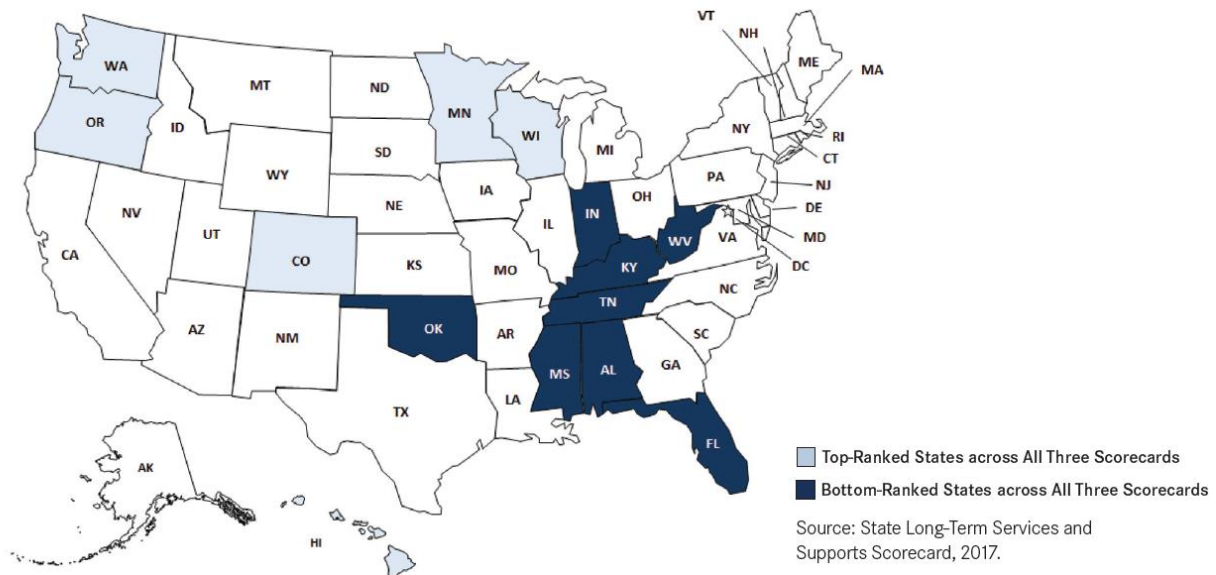 VT
NH
WA
MT
ND
MN
ME
MA
OR
ID
SD
WI
MI
NY
RI
CT
WY
IA
PA
NJ
NE
OH
NV
UT
IL
IN
DE
CA
CO
KS
MO
WV
VA
MD
KY
DC
TN
NC
AZ
NM
OK
AR
SC
MS
AL
GA
TX
LA
FL
AK
HI
Top-Ranked States across All Three Scorecards
Bottom-Ranked States across All Three Scorecards
Source: State Long-Term Services and
Supports Scorecard, 2017.